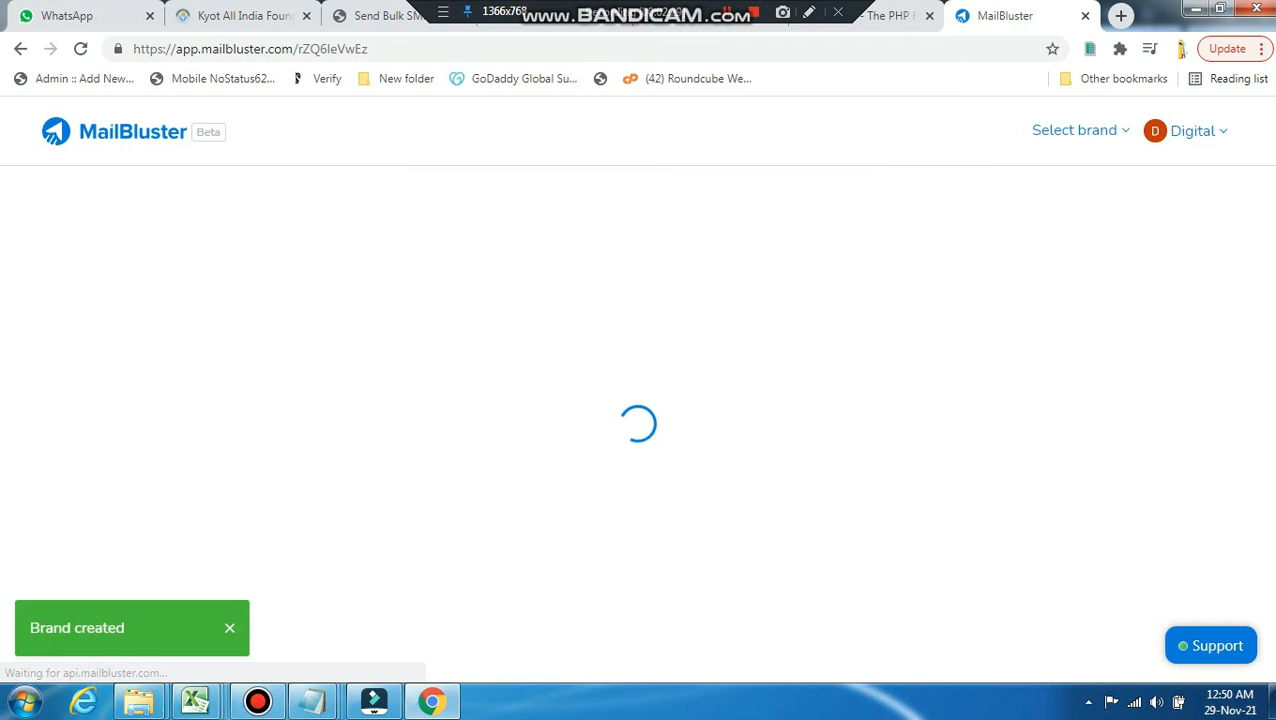 WhatsApp
Jyot All India Foun
Send Bulk SM
1366x768
www.BANDICAM.com
- The PHP F
MailBluster
https://app.mailbluster.com/rZQ6leVwEz
Update
Admin :: Add New...
Mobile NoStatus62...
Verify
New folder
GoDaddy Global Su...
(42) Roundcube We...
Other bookmarks
Reading list
MailBluster
Beta
Select brand
D
Digital
Brand created
Support
Waiting for api.mailbluster.com...
12:50 AM
29-Nov-21